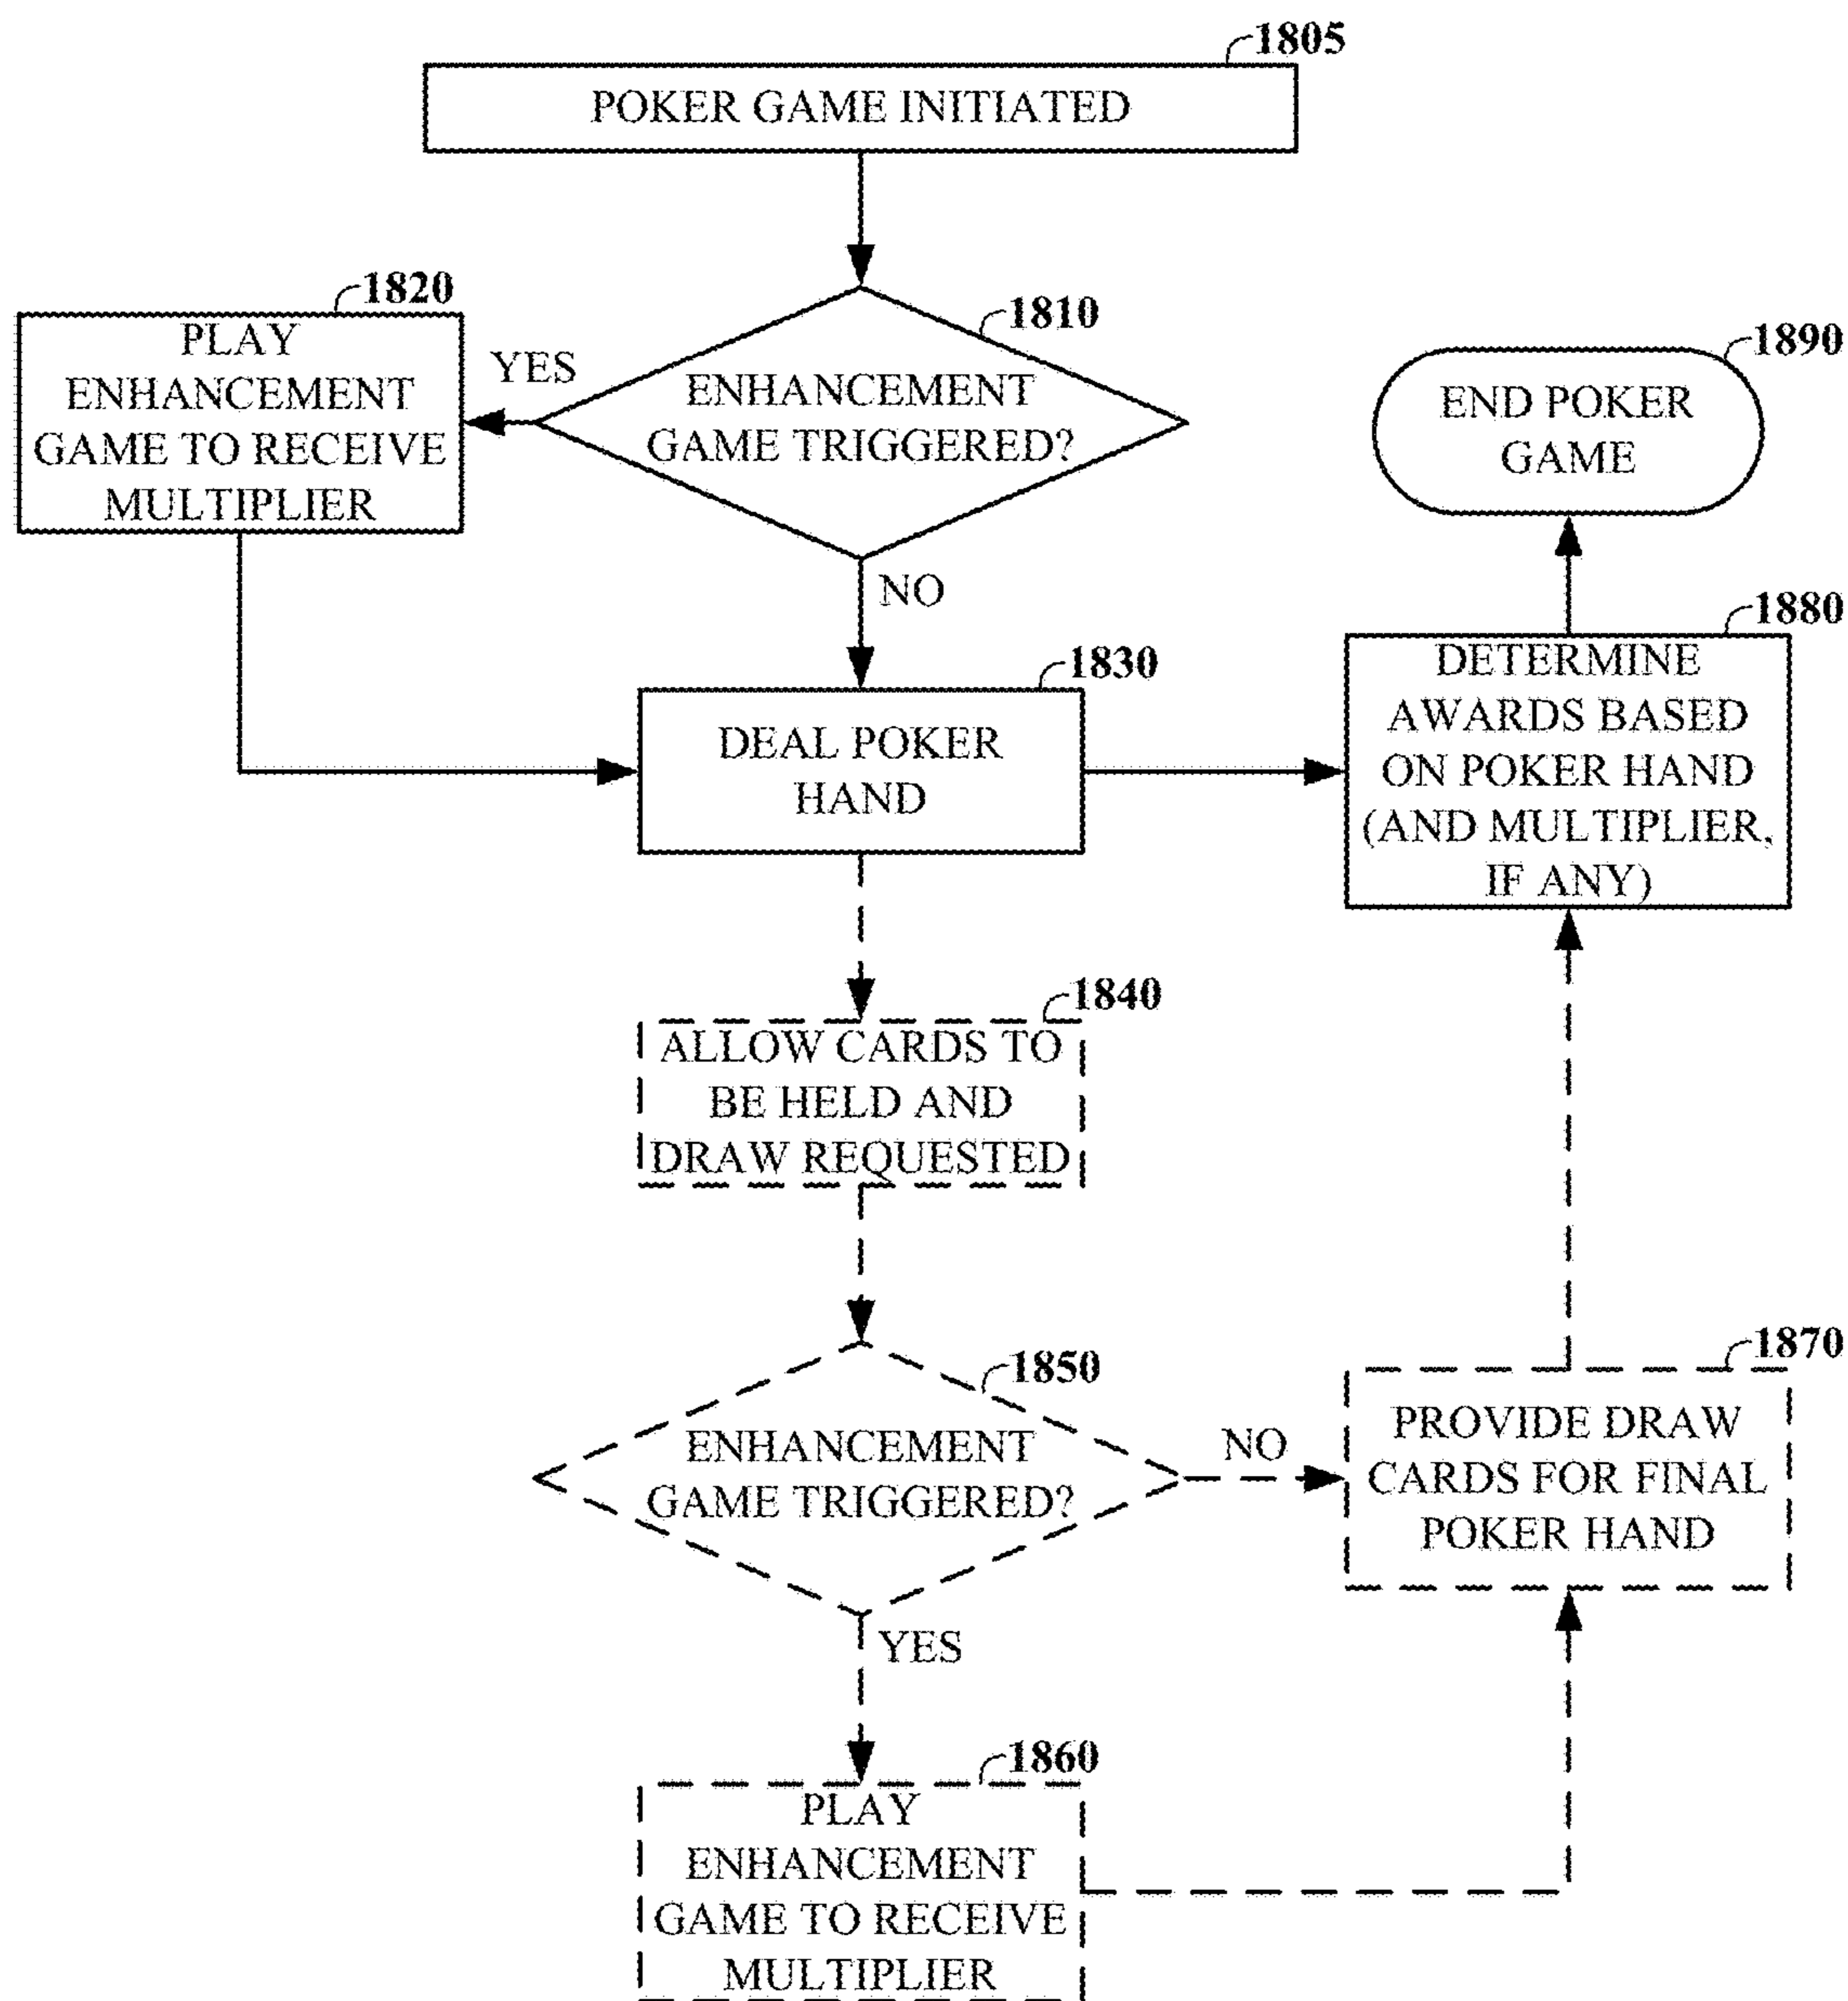 1805
POKER GAME INITIATED
1820
PLAY
ENHANCEMENT
GAME TO RECEIVE
MULTIPLIER
YES
1810
ENHANCEMENT
GAME TRIGGERED?
NO
1890
END POKER
GAME
1830
DEAL POKER
HAND
1880
DETERMINE
AWARDS BASED
ON POKER HAND
(AND MULTIPLIER,
IF ANY)
1840
ALLOW CARDS TO
BE HELD AND
DRAW REQUESTED
1850
ENHANCEMENT
GAME TRIGGERED?
NO
YES
1870
PROVIDE DRAW
CARDS FOR FINAL
POKER HAND
1860
PLAY
ENHANCEMENT
GAME TO RECEIVE
MULTIPLIER